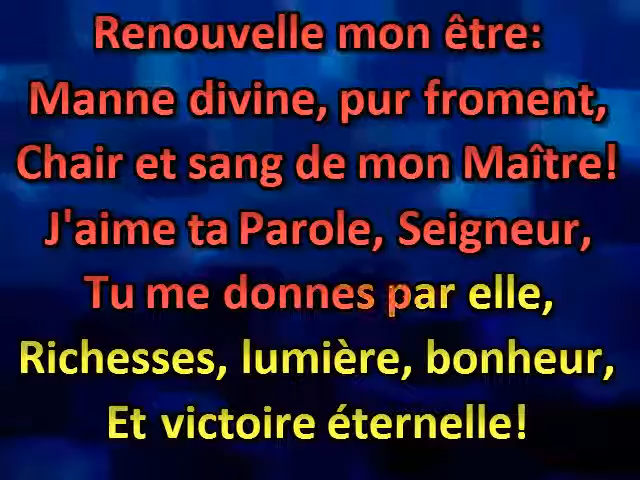 Renouvelle mon être:
Manne divine, pur froment,
Chair et sang de mon Maître!
J'aime ta Parole, Seigneur,
Tu me donnes par elle,
Richesses, lumière, bonheur,
Et victoire éternelle!